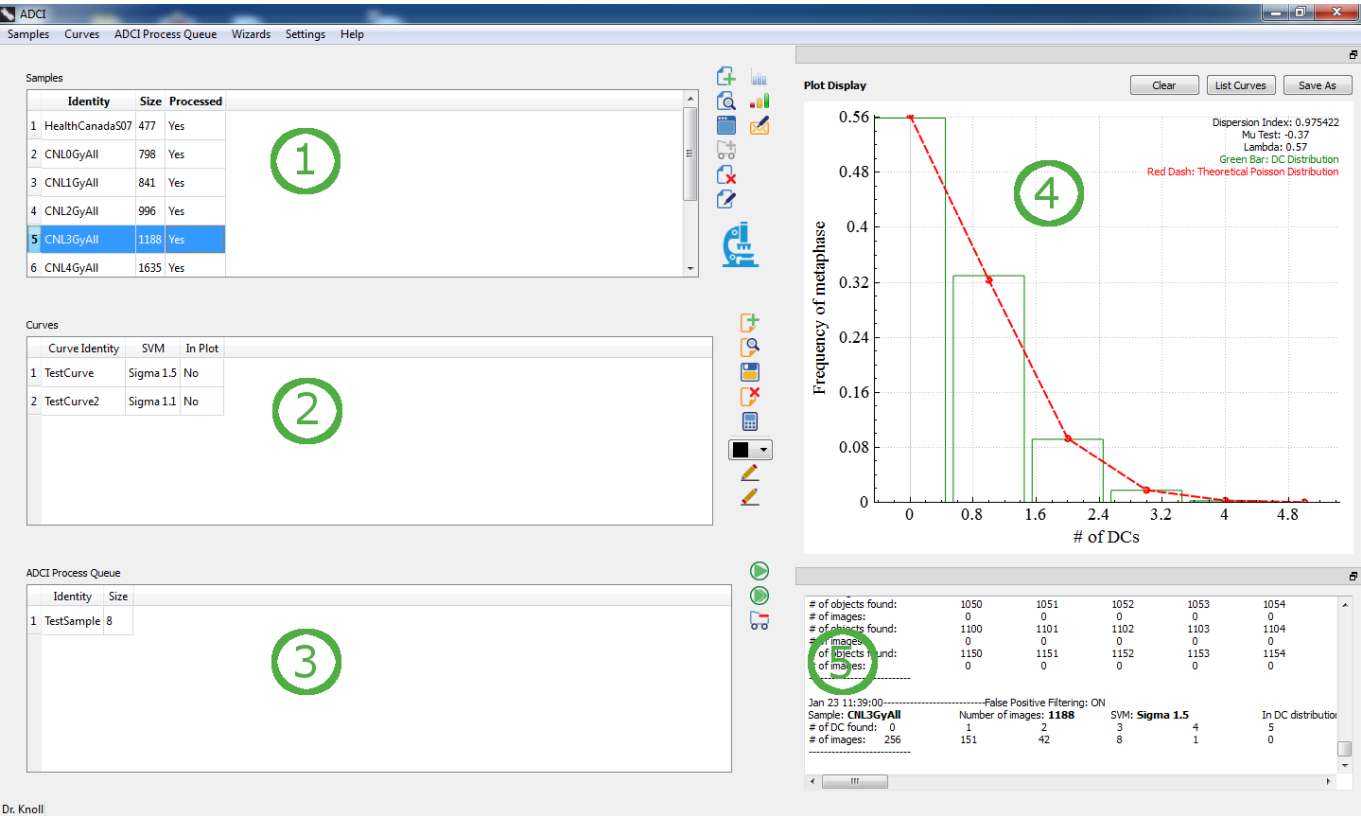 ADCI
Samples Curves ADCI Process Queue Wizards Settings Help
Samples
Identity Size Processed
1 HealthCanadaS07 477 Yes
2 CNL0GyAll 798 Yes
3 CNL1GyAll 841 Yes
4 CNL2GyAll 996 Yes
5 CNL3GyAll 1188 Yes
6 CNL4GyAll 1635 Yes
1
Curves
Curve Identity SVM In Plot
1 TestCurve Sigma 1.5 No
2 TestCurve2 Sigma 1.1 No
2
ADCI Process Queue
Identity Size
1 TestSample 8
3
Plot Display Clear List Curves Save As
Dispersion Index: 0.975422
Mu Test: -0.37
Lambda: 0.57
Green Bar: DC Distribution
Red Dash: Theoretical Poisson Distribution
4
Frequency of metaphase
0.56
0.48
0.4
0.32
0.24
0.16
0.08
0
0 0.8 1.6 2.4 3.2 4 4.8
# of DCs
# of objects found: 1050 1051 1052 1053 1054
# of images: 0 0 0 0 0
# of objects found: 1100 1101 1102 1103 1104
# of images: 0 0 0 0 0
# of objects found: 1150 1151 1152 1153 1154
# of images: 0 0 0 0 0
--------------------------
5
Jan 23 11:39:00--------------------------False Positive Filtering: ON
Sample: CNL3GyAll Number of images: 1188 SVM: Sigma 1.5 In DC distribution
# of DC found: 0 1 2 3 4 5
# of images: 256 151 42 8 1 0
--------------------------
Dr. Knoll